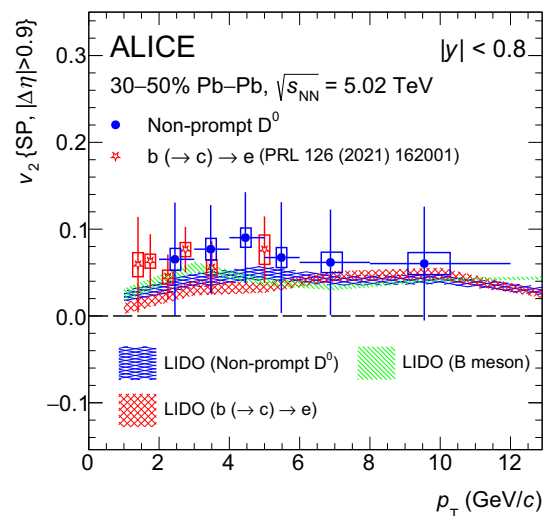 ALICE |y| < 0.8
30–50% Pb–Pb, √s_NN = 5.02 TeV
Non-prompt D⁰
b (→ c) → e (PRL 126 (2021) 162001)
v₂ {SP, |Δη|>0.9}
0.3
0.2
0.1
0.0
−0.1
LIDO (Non-prompt D⁰) LIDO (B meson)
LIDO (b (→ c) → e)
0 2 4 6 8 10 12
p_T (GeV/c)